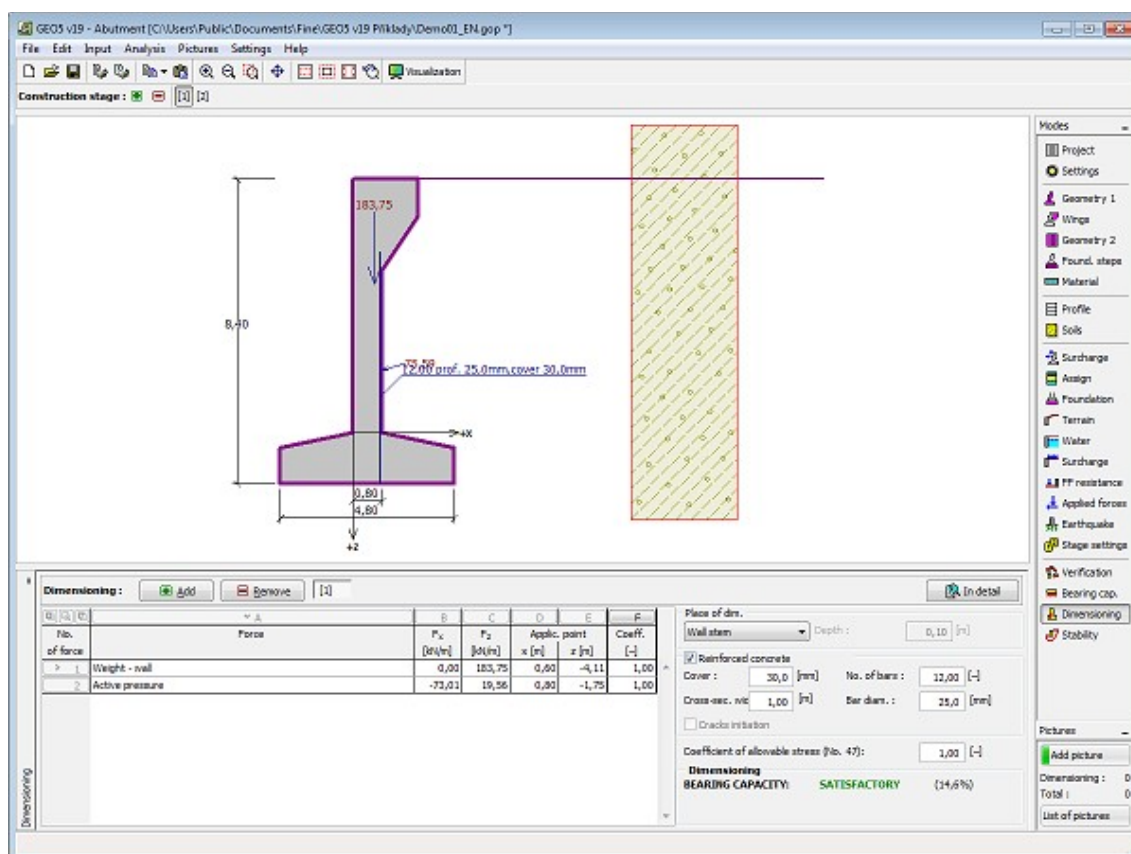 GEO5 v19 - Abutment [C:\Users\Public\Documents\Fine\GEO5 v19 Příklady\Demo01_EN.gop *]
File Edit Input Analysis Pictures Settings Help
Visualization
Construction stage : [1] [2]
183,75
8,40
75,59
12.00 prof. 25.0mm,cover 30.0mm
+x
0,80
4,80
+z
Modes
Project
Settings
Geometry 1
Wings
Geometry 2
Found. steps
Material
Profile
Soils
Surcharge
Assign
Foundation
Terrain
Water
Surcharge
FF resistance
Applied forces
Earthquake
Stage settings
Verification
Bearing cap.
Dimensioning
Stability
Pictures
Add picture
Dimensioning : 0
Total : 0
List of pictures
Dimensioning
Dimensioning : Add Remove [1] In detail
A B C D E F
No. Force Fx Fz Applic. point Coeff.
of force [kN/m] [kN/m] x [m] z [m] [-]
1 Weight - wall 0,00 183,75 0,60 -4,11 1,00
2 Active pressure -73,01 19,56 0,80 -1,75 1,00
Place of dim.
Wall stem Depth : 0,10 [m]
Reinforced concrete
Cover : 30,0 [mm] No. of bars : 12,00 [-]
Cross-sec. wid 1,00 [m] Bar diam. : 25,0 [mm]
Cracks initiation
Coefficient of allowable stress (No. 47): 1,00 [-]
Dimensioning
BEARING CAPACITY: SATISFACTORY (14,6%)